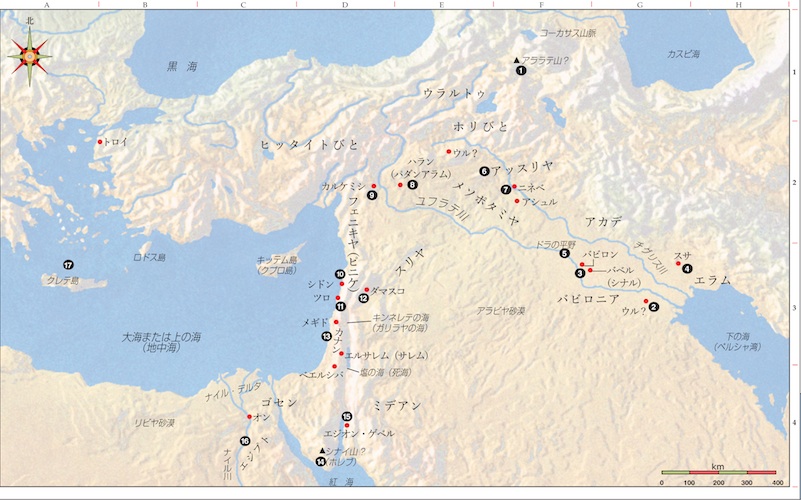 A B C D E F G H
北
コーカサス山脈
黒 海
カスピ海
▲アララテ山?
1
1
ウラルトゥ
ホリびと
トロイ
ヒッタイトびと
ウル?
ハラン
(パダンアラム)
6 アッスリヤ
カルケミシ
8
7 ニネベ
2
9
メソポタミヤ
アシュル
ユフラテ川
フェニキヤ(ピニケ)
アカデ
ロドス島
17
クレテ島
キッテム島
(クプロ島)
スリヤ
ドラの平野
5
バビロン
チグリス川
スサ
4
エラム
10
シドン
3
バベル
(シナル)
ダマスコ
12
ツロ
11
バビロニア
ウル?
2
メギド
キンネレテの海
(ガリラヤの海)
アラビヤ砂漠
3
13
カナン
大海または上の海
(地中海)
下の海
(ペルシャ湾)
エルサレム(サレム)
ベエルシバ
塩の海(死海)
ナイル・デルタ
ゴセン
ミデアン
リビヤ砂漠
オン
15
エジオン・ゲベル
4
16
エジプト
ナイル川
▲シナイ山?
(ホレブ)
14
紅 海
km
0 100 200 300 400